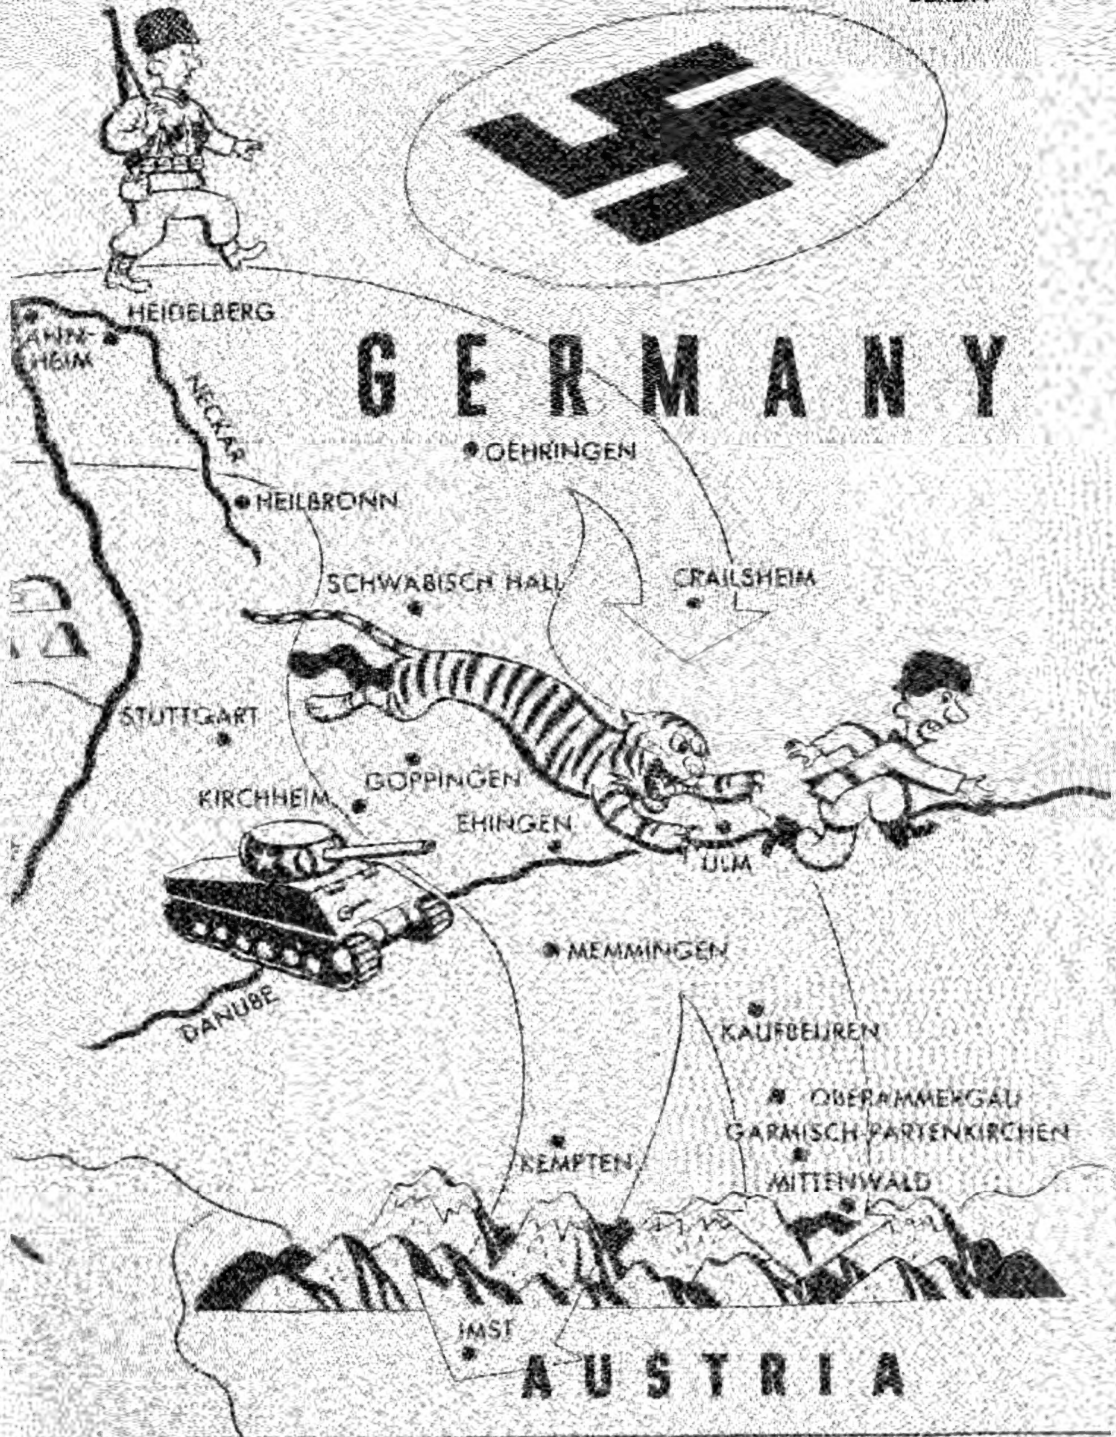 HEIDELBERG
HEIM
NECKAR
GERMANY
OEHRINGEN
HEILBRONN
SCHWABISCH HALL
CRAILSHEIM
STUTTGART
GOPPINGEN
KIRCHHEIM
EHINGEN
ULM
MEMMINGEN
DANUBE
KAUFBEUREN
OBERAMMERGAU
GARMISCH-PARTENKIRCHEN
KEMPTEN
MITTENWALD
IMST
AUSTRIA